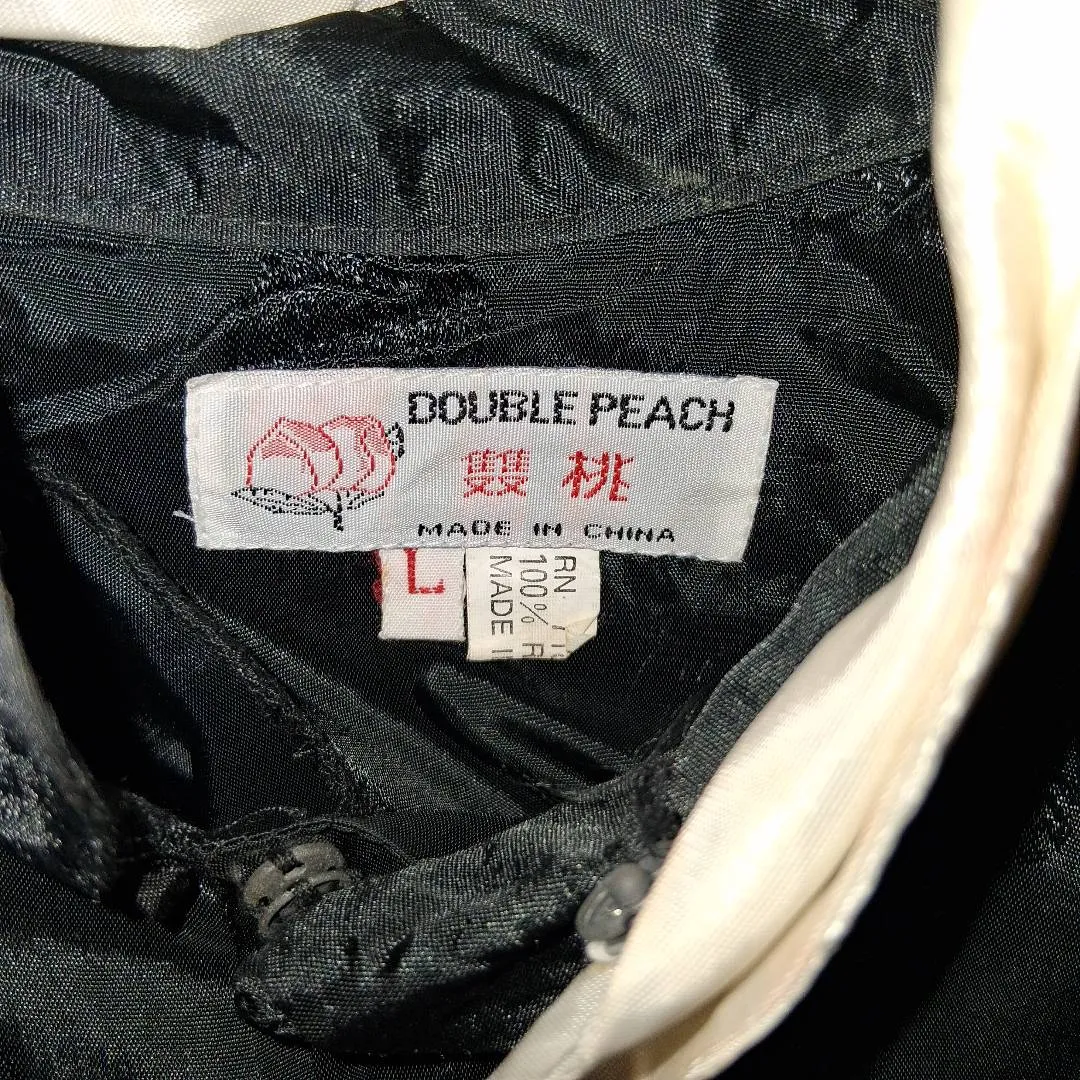 DOUBLE PEACH
雙桃
MADE IN CHINA
L
RN
100% R
MADE I